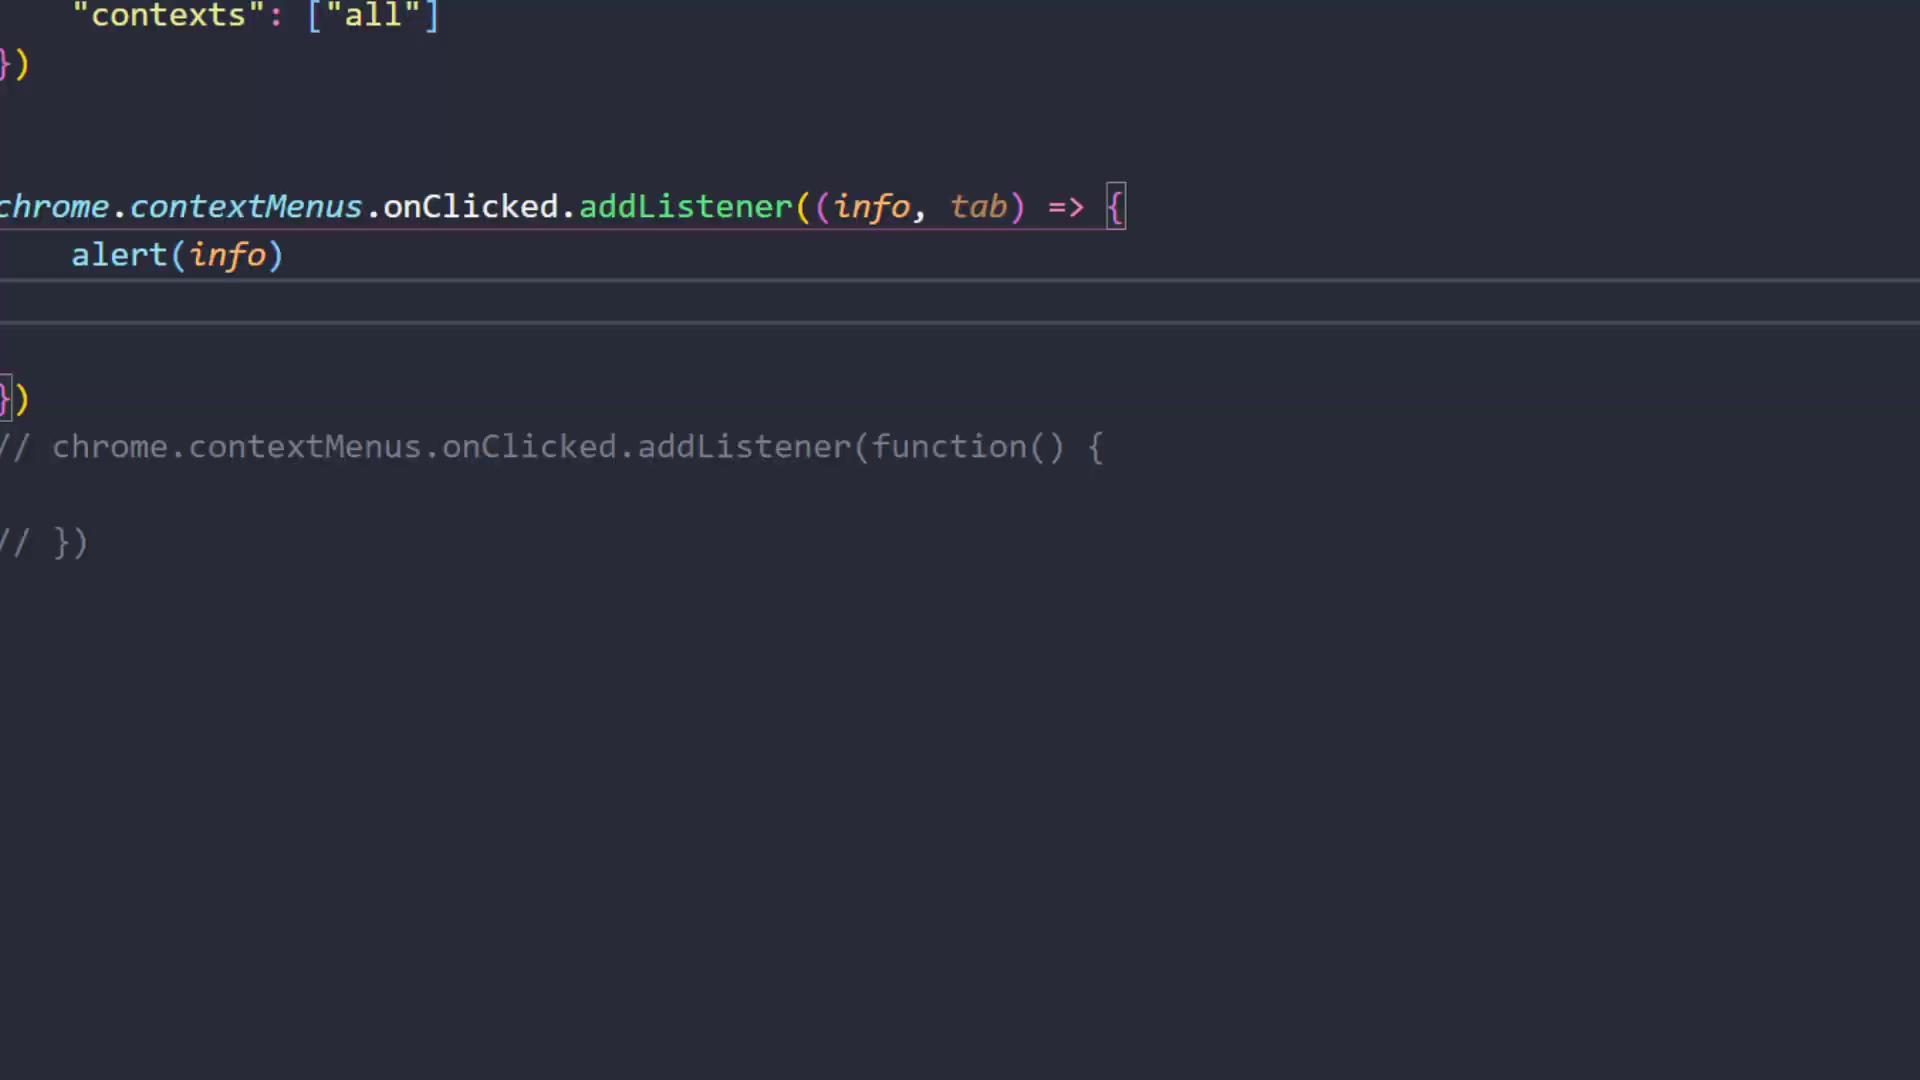 "contexts": ["all"]
})
chrome.contextMenus.onClicked.addListener((info, tab) => {
alert(info)
})
// chrome.contextMenus.onClicked.addListener(function() {
// })